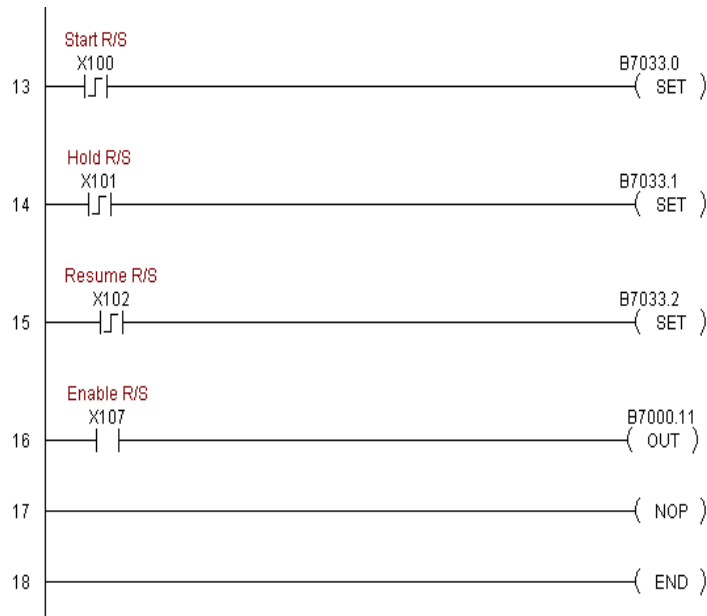 Start R/S
X100 B7033.0
13 ( SET )
Hold R/S
X101 B7033.1
14 ( SET )
Resume R/S
X102 B7033.2
15 ( SET )
Enable R/S
X107 B7000.11
16 ( OUT )
17 ( NOP )
18 ( END )